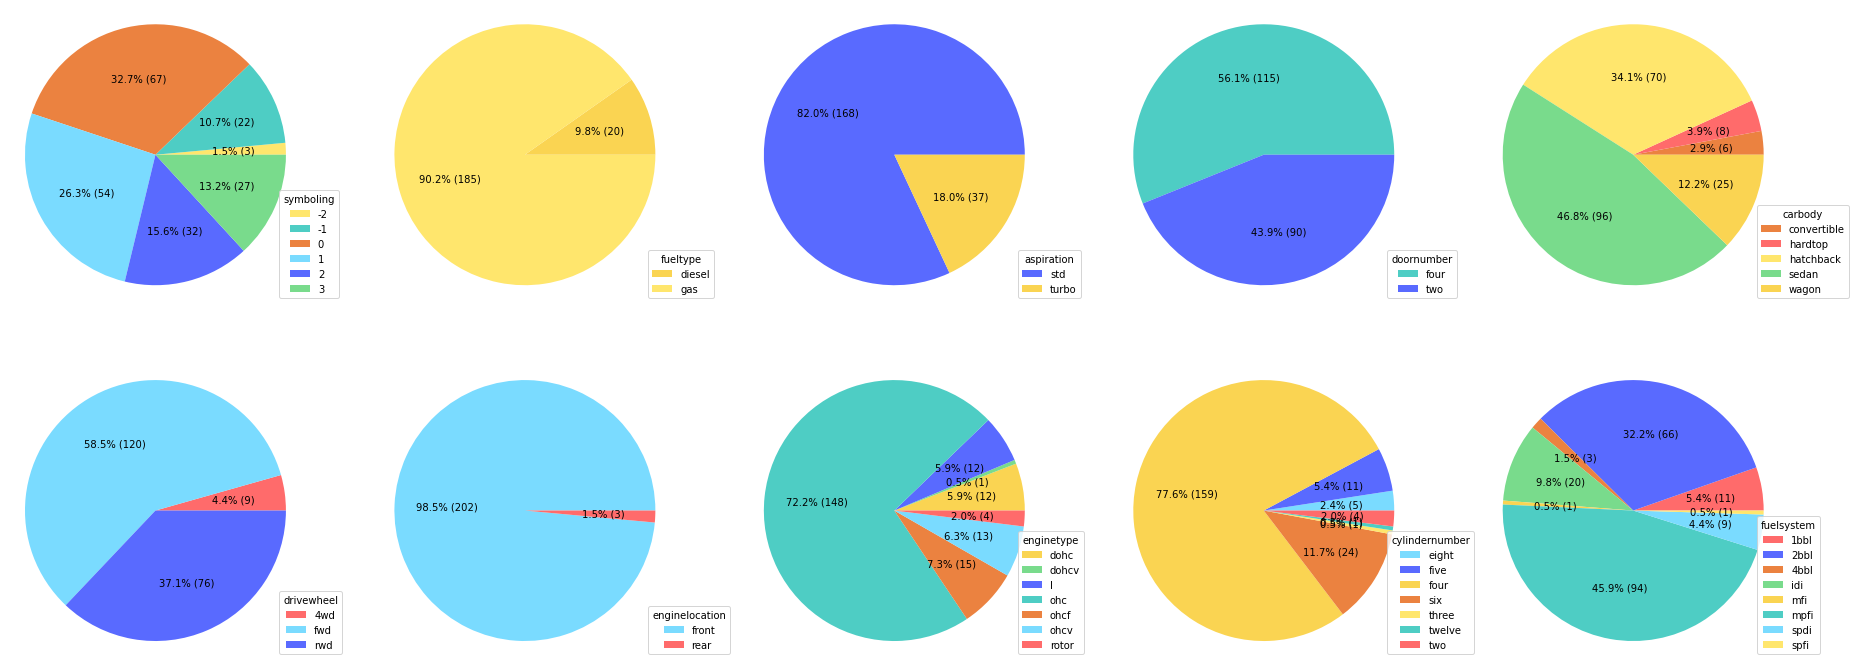 32.7% (67)
10.7% (22)
1.5% (3)
26.3% (54)
13.2% (27)
15.6% (32)
symboling
-2
-1
0
1
2
3
9.8% (20)
90.2% (185)
fueltype
diesel
gas
82.0% (168)
18.0% (37)
aspiration
std
turbo
56.1% (115)
43.9% (90)
doornumber
four
two
34.1% (70)
3.9% (8)
2.9% (6)
12.2% (25)
46.8% (96)
carbody
convertible
hardtop
hatchback
sedan
wagon
58.5% (120)
4.4% (9)
37.1% (76)
drivewheel
4wd
fwd
rwd
98.5% (202)
1.5% (3)
enginelocation
front
rear
5.9% (12)
0.5% (1)
5.9% (12)
72.2% (148)
2.0% (4)
6.3% (13)
7.3% (15)
enginetype
dohc
dohcv
l
ohc
ohcf
ohcv
rotor
77.6% (159)
5.4% (11)
2.4% (5)
2.0% (4)
0.5% (1)
0.5% (1)
11.7% (24)
cylindernumber
eight
five
four
six
three
twelve
two
32.2% (66)
1.5% (3)
9.8% (20)
5.4% (11)
0.5% (1)
0.5% (1)
4.4% (9)
45.9% (94)
fuelsystem
1bbl
2bbl
4bbl
idi
mfi
mpfi
spdi
spfi